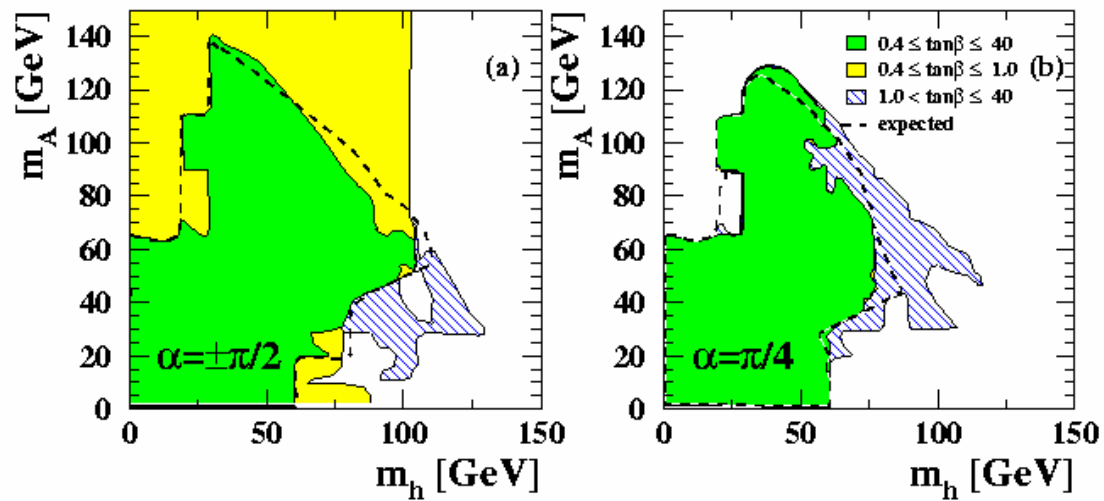 m_A [GeV]
140
120
100
80
60
40
20
0
(a)
α=±π/2
0
50
100
150
m_h [GeV]
m_A [GeV]
140
120
100
80
60
40
20
0
0.4 ≤ tanβ ≤ 40
0.4 ≤ tanβ ≤ 1.0
(b)
1.0 < tanβ ≤ 40
expected
α=π/4
0
50
100
150
m_h [GeV]